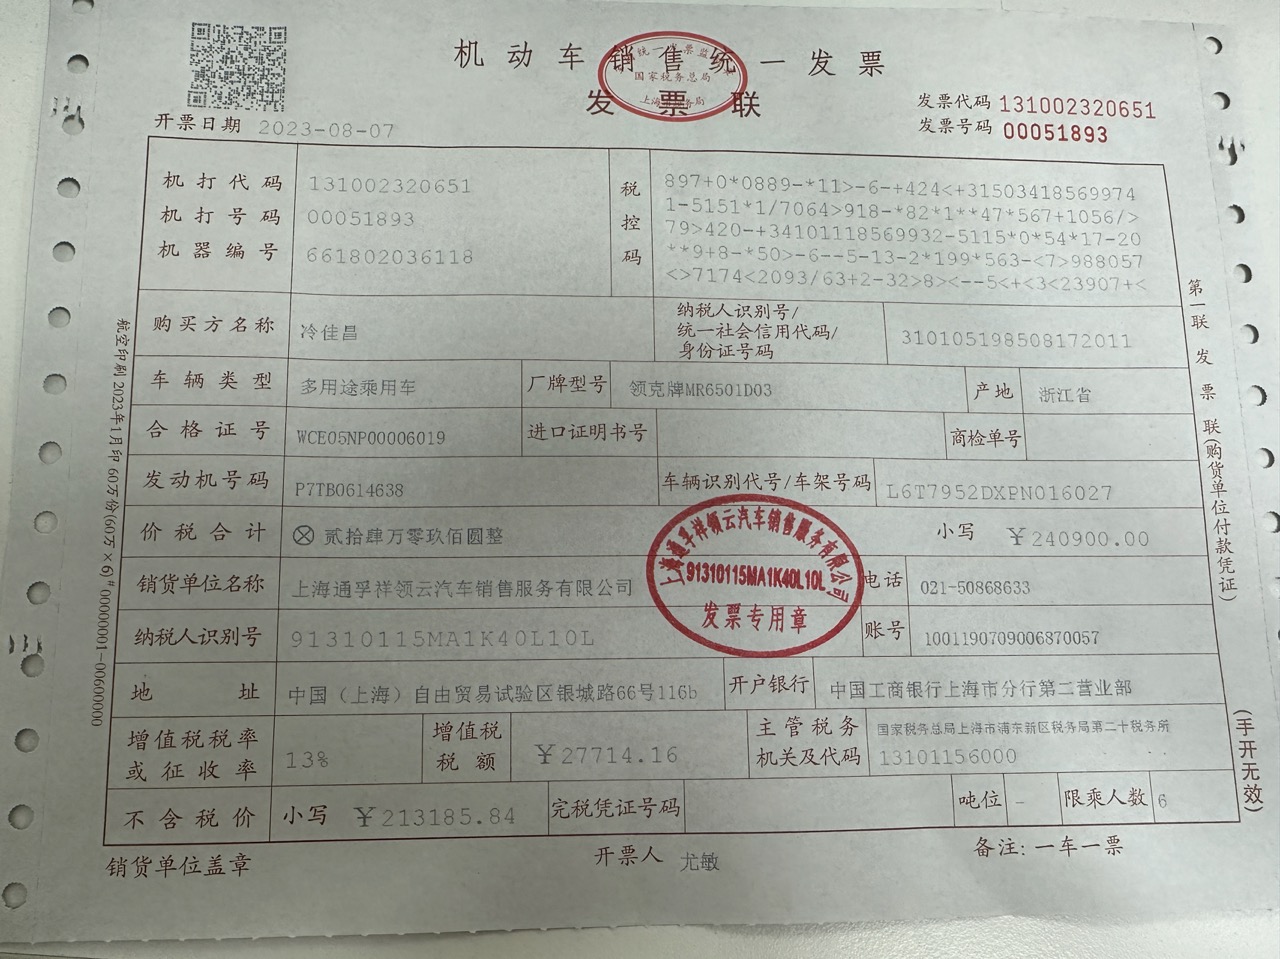 机动车销售统一发票
发票联
全国统一发票监制章
国家税务总局
上海市税务局
发票代码 131002320651
发票号码 00051893
开票日期 2023-08-07
机打代码 131002320651
机打号码 00051893
机器编号 661802036118
税控码
897+0*0889-*11>-6-+424<+31503418569974
1-5151*1/7064>918-*82*1**47*567+1056/>
79>420-+34101118569932-5115*0*54*17-20
**9+8-*50>-6--5-13-2*199*563-<7>988057
<>7174<2093/63+2-32>8><--5<+<3<23907+<
购买方名称 冷佳昌
纳税人识别号/
统一社会信用代码/
身份证号码
310105198508172011
车辆类型 多用途乘用车 厂牌型号 领克牌MR6501D03 产地 浙江省
合格证号 WCE05NP00006019 进口证明书号 商检单号
发动机号码 P7TB0614638 车辆识别代号/车架号码 L6T7952DXPN016027
价税合计 ⊗ 贰拾肆万零玖佰圆整 小写 ￥240900.00
销货单位名称 上海通孚祥领云汽车销售服务有限公司 电话 021-50868633
纳税人识别号 91310115MA1K40L10L 账号 1001190709006870057
上海通孚祥领云汽车销售服务有限公司
91310115MA1K40L10L
发票专用章
地址 中国（上海）自由贸易试验区银城路66号116b 开户银行 中国工商银行上海市分行第二营业部
增值税税率
或征收率
13%
增值税
税额
￥27714.16
主管税务
机关及代码
国家税务总局上海市浦东新区税务局第二十税务所
13101156000
不含税价 小写 ￥213185.84 完税凭证号码 吨位 - 限乘人数 6
销货单位盖章 开票人 尤敏 备注: 一车一票
航空印刷 2023年1月印 60万份(60万×6)# 00000001-00600000
第一联 发票联(购货单位付款凭证)
(手开无效)